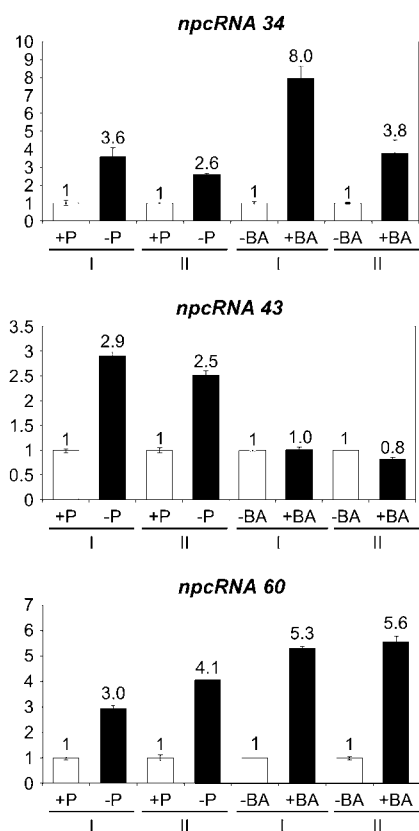 npcRNA 34
10
9
8
7
6
5
4
3
2
1
0
1 3.6 1 2.6 1 8.0 1 3.8
+P -P +P -P -BA +BA -BA +BA
I II I II
npcRNA 43
3.5
3
2.5
2
1.5
1
0.5
0
1 2.9 1 2.5 1 1.0 1 0.8
+P -P +P -P -BA +BA -BA +BA
I II I II
npcRNA 60
7
6
5
4
3
2
1
0
1 3.0 1 4.1 1 5.3 1 5.6
+P -P +P -P -BA +BA -BA +BA
I II I II